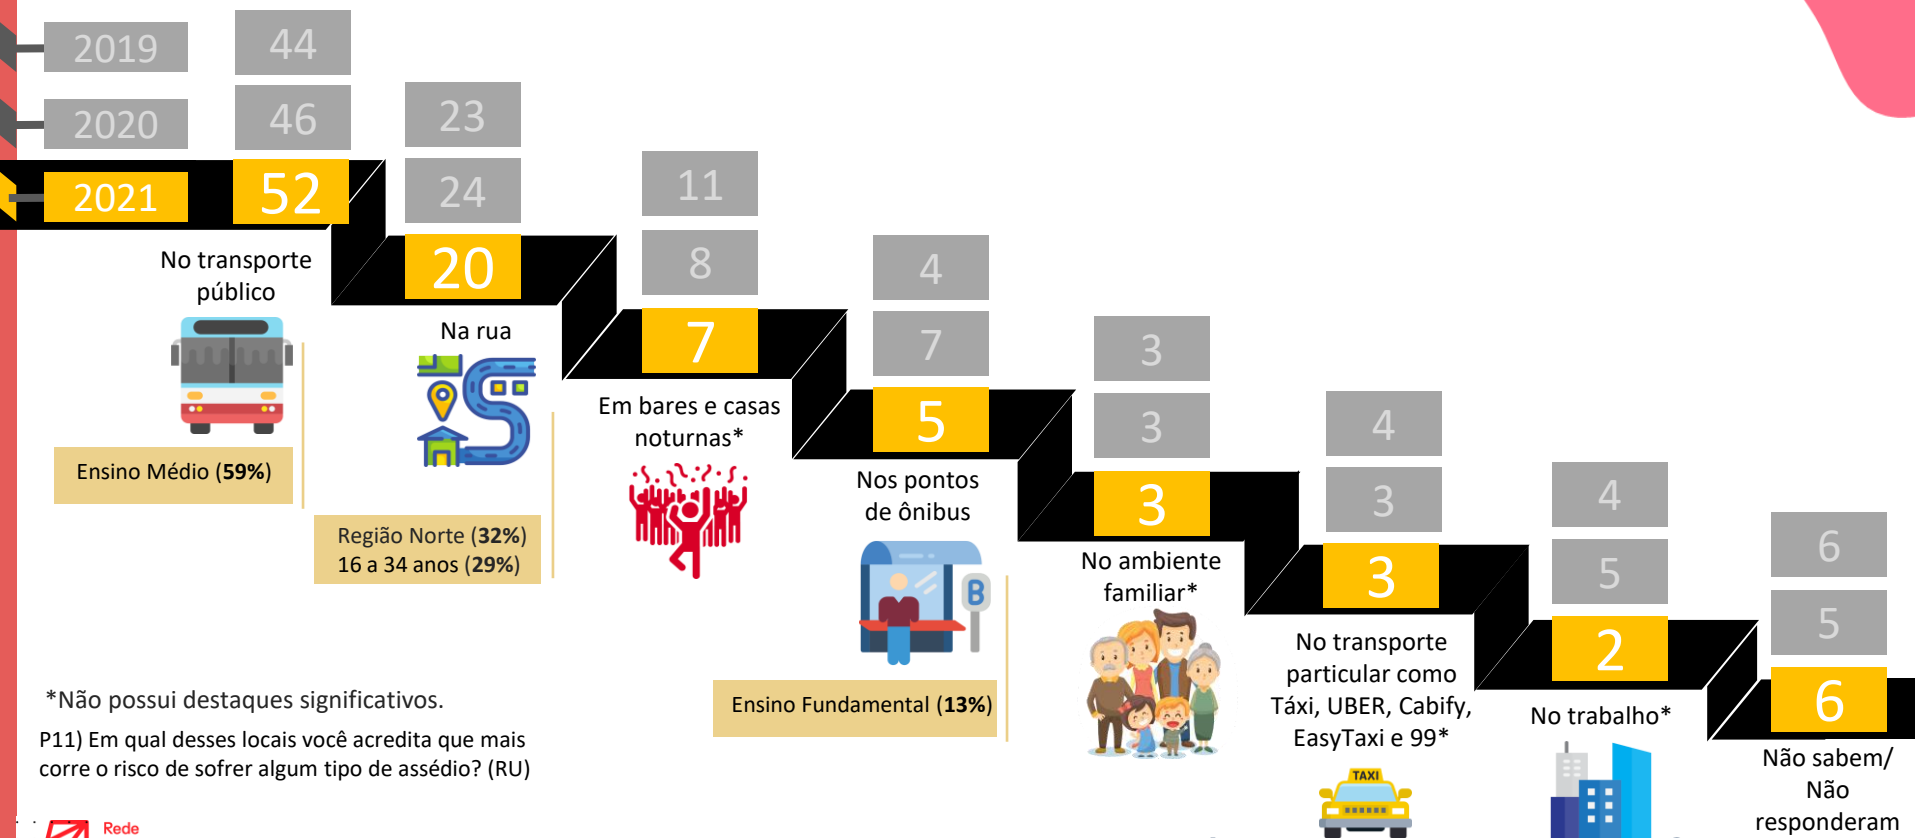 2019
44
2020
46
23
2021
52
24
11
20
8
4
7
7
3
5
3
4
3
3
4
3
5
6
2
5
6
No transporte
público
Ensino Médio (59%)
Na rua
Região Norte (32%)
16 a 34 anos (29%)
Em bares e casas
noturnas*
Nos pontos
de ônibus
B
Ensino Fundamental (13%)
No ambiente
familiar*
No transporte
particular como
Táxi, UBER, Cabify,
EasyTaxi e 99*
TAXI
No trabalho*
Não sabem/
Não
responderam
*Não possui destaques significativos.
P11) Em qual desses locais você acredita que mais
corre o risco de sofrer algum tipo de assédio? (RU)
Rede